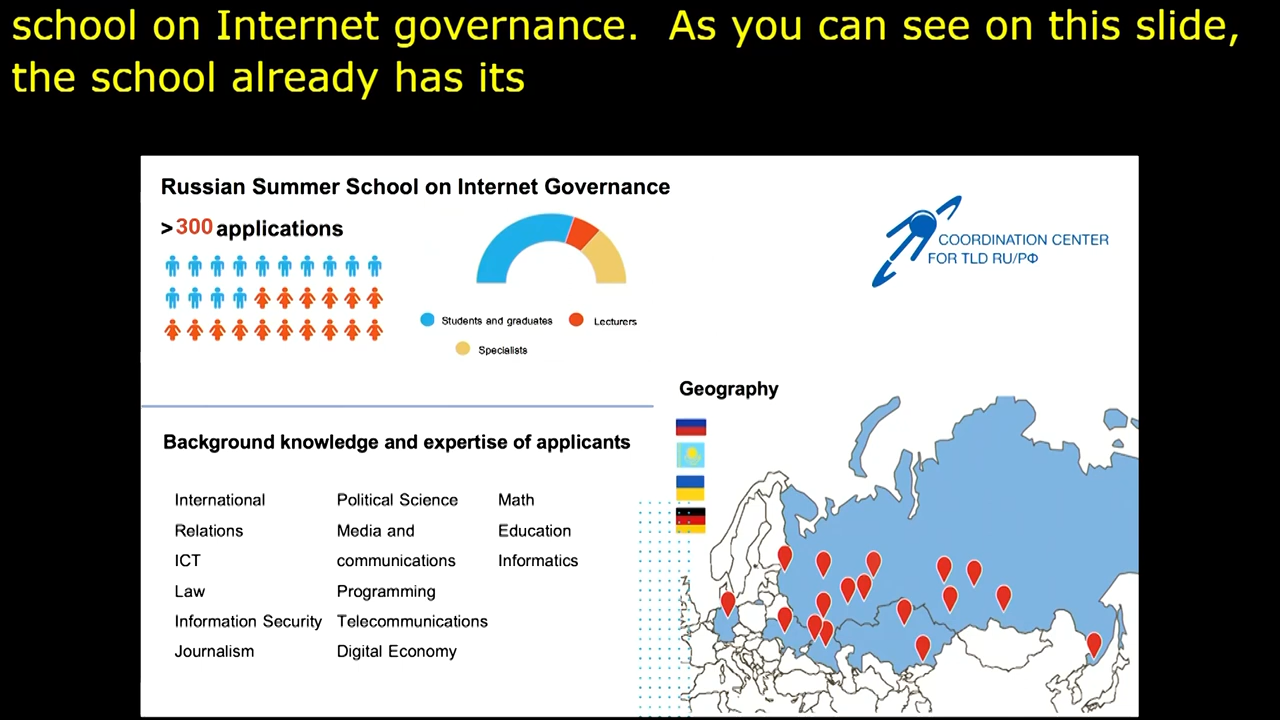 school on Internet governance.  As you can see on this slide,
the school already has its
Russian Summer School on Internet Governance
>300 applications
COORDINATION CENTER
FOR TLD RU/РФ
Students and graduates
Lecturers
Specialists
Geography
Background knowledge and expertise of applicants
International
Relations
ICT
Law
Information Security
Journalism
Political Science
Media and
communications
Programming
Telecommunications
Digital Economy
Math
Education
Informatics